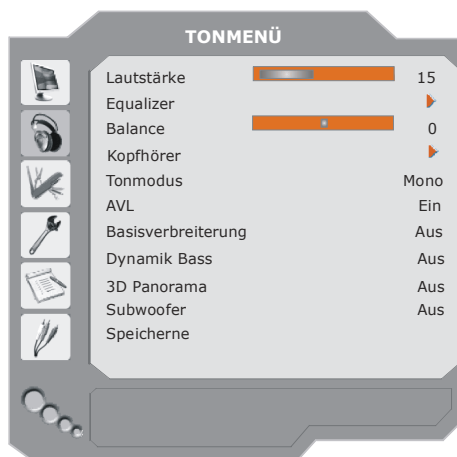 TONMENÜ
Lautstärke 15
Equalizer
Balance 0
Kopfhörer
Tonmodus Mono
AVL Ein
Basisverbreiterung Aus
Dynamik Bass Aus
3D Panorama Aus
Subwoofer Aus
Speicherne